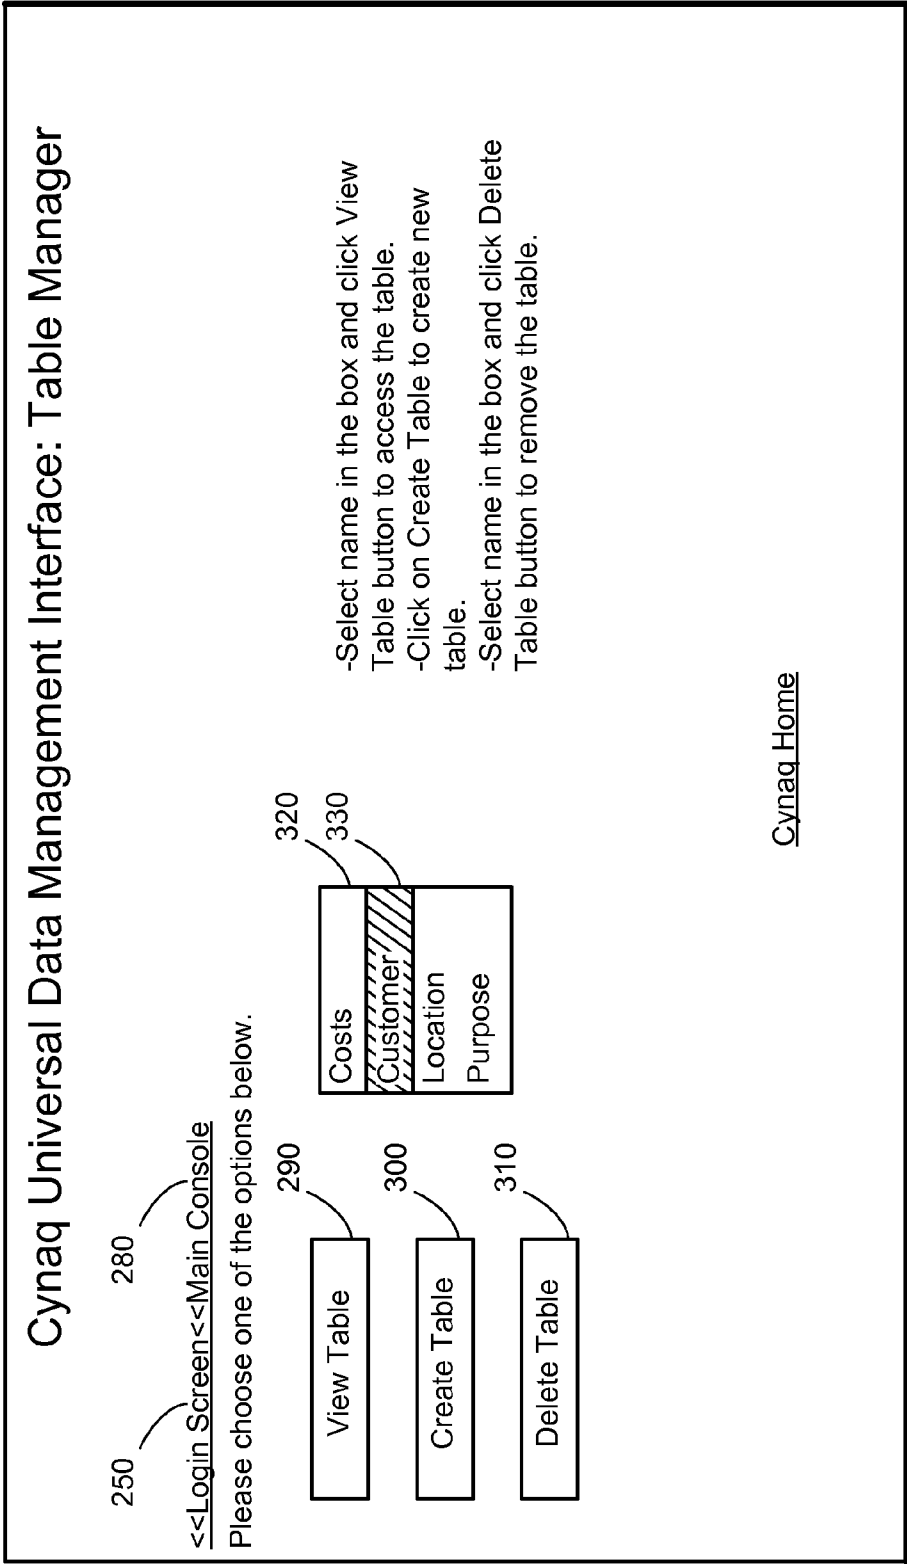 Cynaq Universal Data Management Interface: Table Manager
250
280
<<Login Screen<<Main Console
Please choose one of the options below.
290
View Table
300
Create Table
310
Delete Table
320
330
Costs
Customer
Location
Purpose
-Select name in the box and click View
Table button to access the table.
-Click on Create Table to create new
table.
-Select name in the box and click Delete
Table button to remove the table.
Cynaq Home